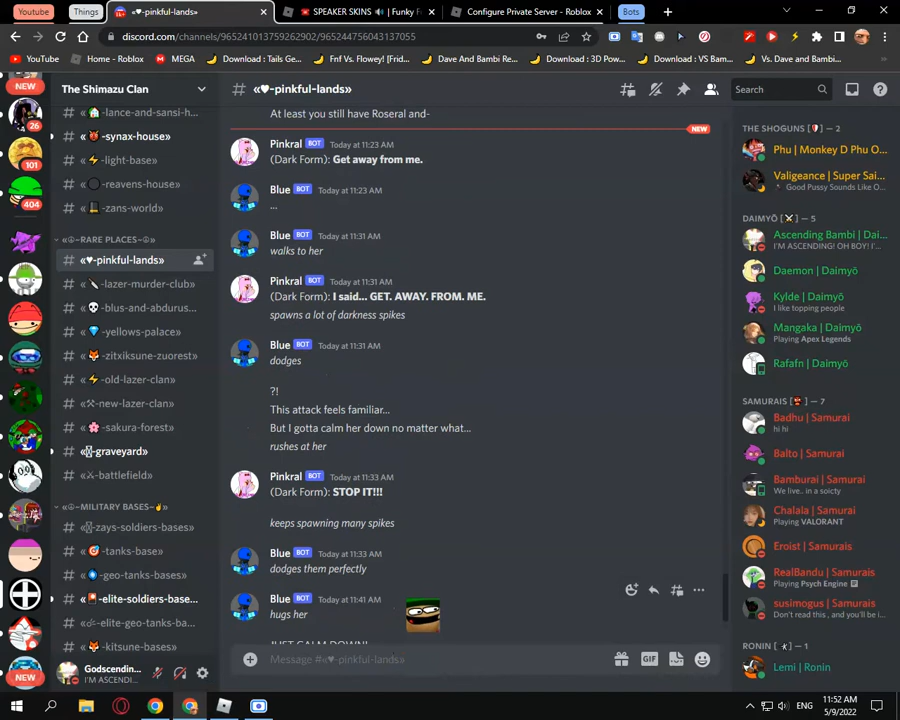 Youtube
Things
«♥-pinkful-lands»
SPEAKER SKINS 🔊 | Funky F
Configure Private Server - Roblox
Bots
discord.com/channels/965241013759262902/965244756043137055
YouTube
Home - Roblox
MEGA
Download : Tails Ge...
Fnf Vs. Flowey! [Frid...
Dave And Bambi Re...
Download : 3D Pow...
Download : VS Bam...
Vs. Dave and Bambi...
The Shimazu Clan
«♥-pinkful-lands»
Search
NEW
26
101
404
NEW
-lance-and-sansi-h...
-synax-house»
-light-base»
-reavens-house»
-zans-world»
«☮-RARE PLACES-☮»
«♥-pinkful-lands»
-lazer-murder-club»
-blus-and-abdurus...
-yellows-palace»
-zitxiksune-zuorest»
-old-lazer-clan»
-new-lazer-clan»
-sakura-forest»
-graveyard»
-battlefield»
-MILITARY BASES-
-zays-soldiers-bases»
-tanks-base»
-geo-tanks-base»
-elite-soldiers-base...
-elite-geo-tanks-ba...
-kitsune-base»
Godscendin...
I'M ASCENDI...
At least you still have Roseral and-
NEW
Pinkral BOT Today at 11:23 AM
(Dark Form): Get away from me.
Blue BOT Today at 11:23 AM
...
Blue BOT Today at 11:31 AM
walks to her
Pinkral BOT Today at 11:31 AM
(Dark Form): I said... GET. AWAY. FROM. ME.
spawns a lot of darkness spikes
Blue BOT Today at 11:31 AM
dodges
?!
This attack feels familiar...
But I gotta calm her down no matter what...
rushes at her
Pinkral BOT Today at 11:33 AM
(Dark Form): STOP IT!!!
keeps spawning many spikes
Blue BOT Today at 11:33 AM
dodges them perfectly
Blue BOT Today at 11:41 AM
hugs her
JUST CALM DOWN!
Message #«♥-pinkful-lands»
GIF
THE SHOGUNS — 2
Phu | Monkey D Phu O...
Valigeance | Super Sai...
Good Pussy Sounds Like O...
DAIMYŌ — 5
Ascending Bambi | Dai...
I'M ASCENDING! OH BOY! I'...
Daemon | Daimyō
Kylde | Daimyō
I like topping people
Mangaka | Daimyō
Playing Apex Legends
Rafafn | Daimyō
SAMURAIS — 7
Badhu | Samurai
hi hi
Balto | Samurai
Bamburai | Samurai
We live.. in a soicty
Chalala | Samurai
Playing VALORANT
Eroist | Samurais
RealBandu | Samurais
Playing Psych Engine
susimogus | Samurais
You read this, and you'll be i...
RONIN — 1
Lemi | Ronin
ENG
11:52 AM
5/9/2022